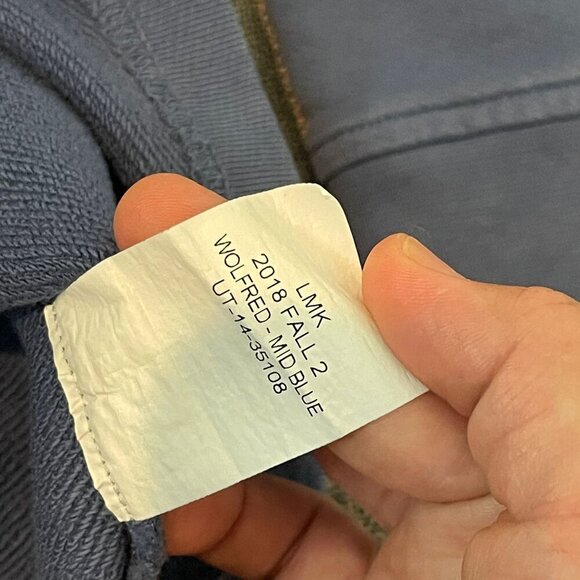 LMK
2018 FALL 2
WOLFRED - MID BLUE
UT-14-35108